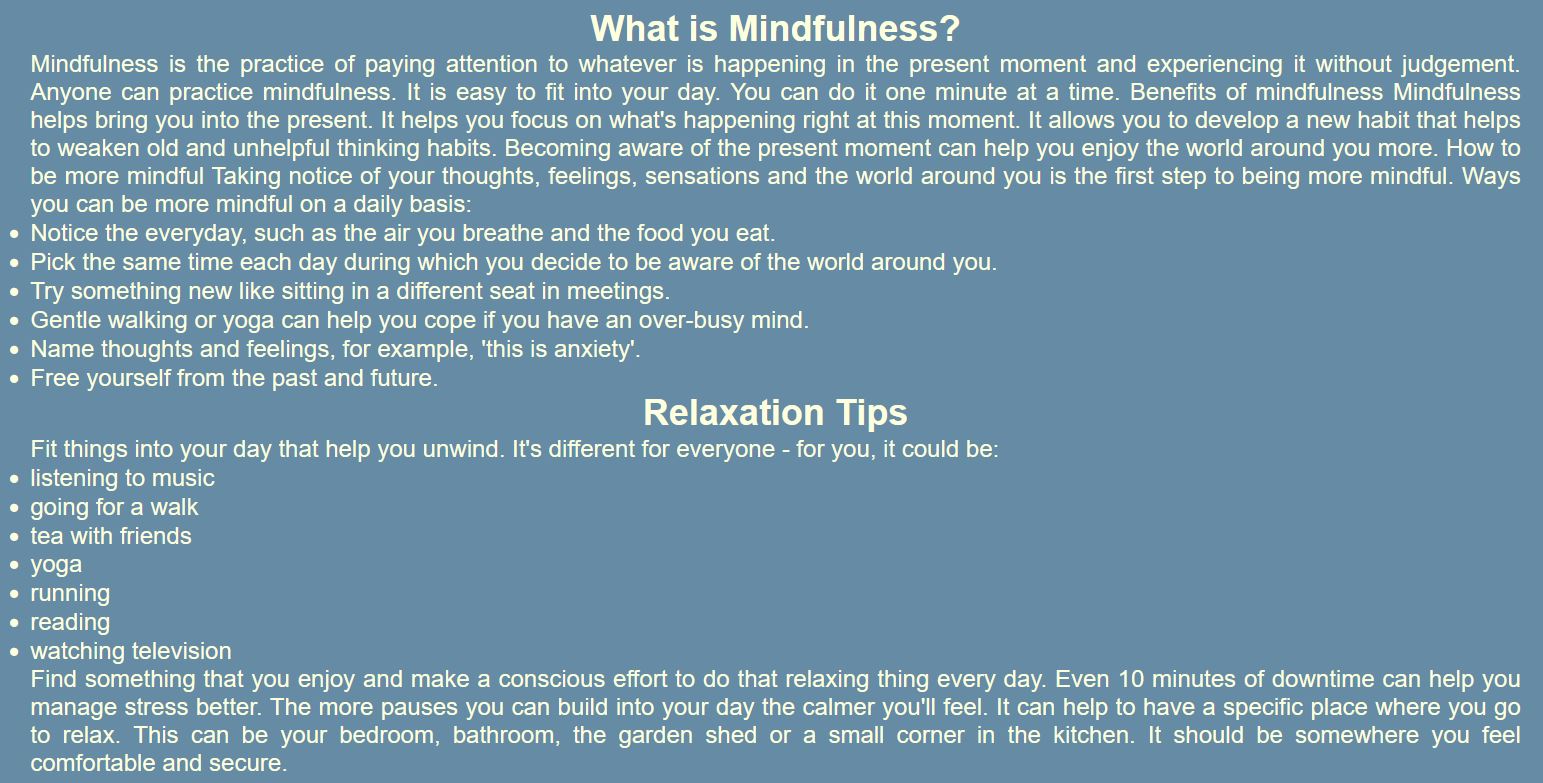 What is Mindfulness?
Mindfulness is the practice of paying attention to whatever is happening in the present moment and experiencing it without judgement.
Anyone can practice mindfulness. It is easy to fit into your day. You can do it one minute at a time. Benefits of mindfulness Mindfulness
helps bring you into the present. It helps you focus on what's happening right at this moment. It allows you to develop a new habit that helps
to weaken old and unhelpful thinking habits. Becoming aware of the present moment can help you enjoy the world around you more. How to
be more mindful Taking notice of your thoughts, feelings, sensations and the world around you is the first step to being more mindful. Ways
you can be more mindful on a daily basis:
• Notice the everyday, such as the air you breathe and the food you eat.
• Pick the same time each day during which you decide to be aware of the world around you.
• Try something new like sitting in a different seat in meetings.
• Gentle walking or yoga can help you cope if you have an over-busy mind.
• Name thoughts and feelings, for example, 'this is anxiety'.
• Free yourself from the past and future.
Relaxation Tips
Fit things into your day that help you unwind. It's different for everyone - for you, it could be:
• listening to music
• going for a walk
• tea with friends
• yoga
• running
• reading
• watching television
Find something that you enjoy and make a conscious effort to do that relaxing thing every day. Even 10 minutes of downtime can help you
manage stress better. The more pauses you can build into your day the calmer you'll feel. It can help to have a specific place where you go
to relax. This can be your bedroom, bathroom, the garden shed or a small corner in the kitchen. It should be somewhere you feel
comfortable and secure.